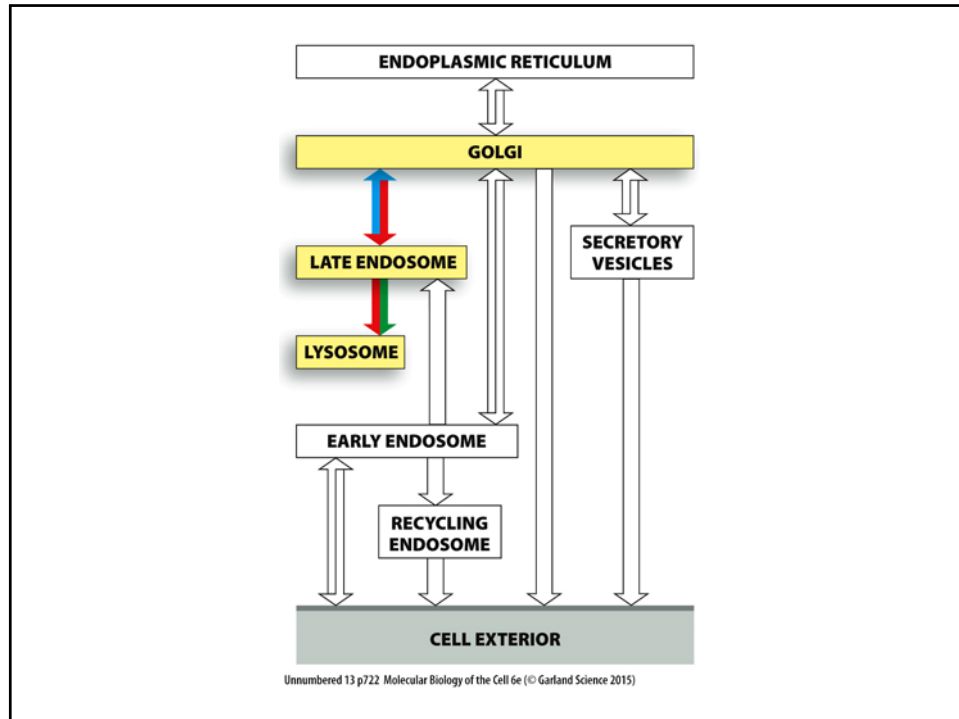 ENDOPLASMIC RETICULUM
GOLGI
LATE ENDOSOME
SECRETORY
VESICLES
LYSOSOME
EARLY ENDOSOME
RECYCLING
ENDOSOME
CELL EXTERIOR
Unnumbered 13 p722 Molecular Biology of the Cell 6e (© Garland Science 2015)